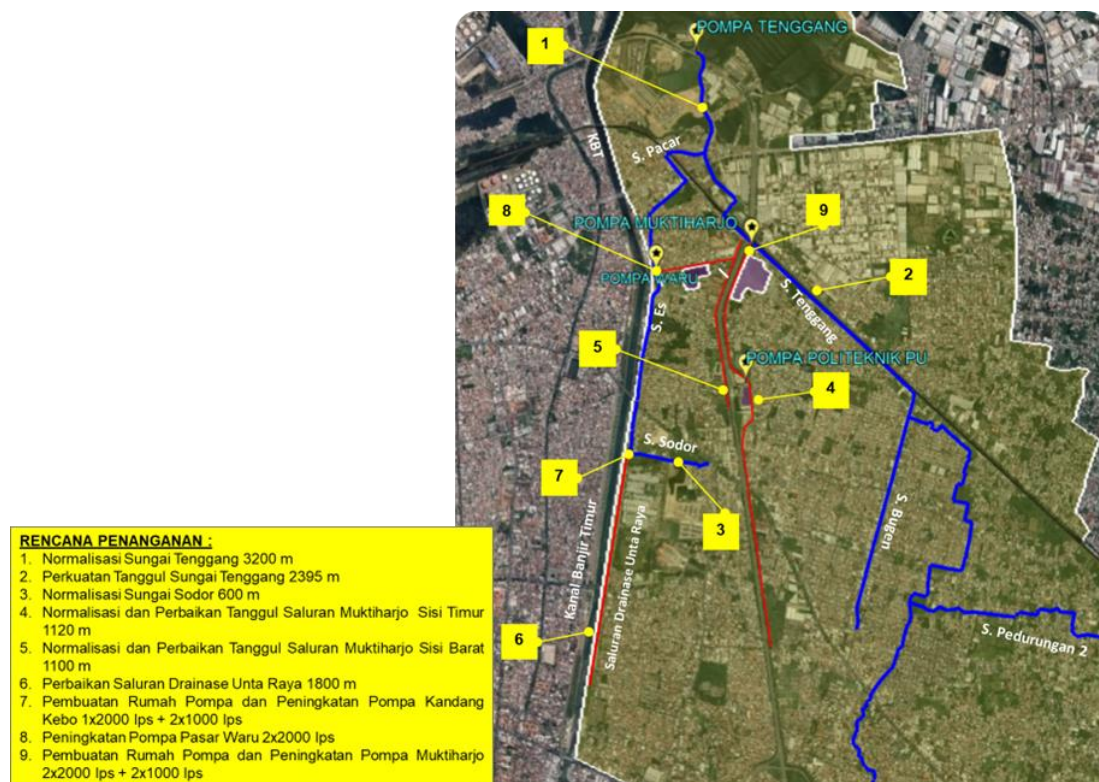 POMPA TENGGANG
1
KBT
S. Pacar
8
POMPA MUKTIHARJO
9
POMPA WARU
2
S. Tenggang
S. Es
5
POMPA POLITEKNIK PU
4
S. Sodor
7
3
S. Bugen
Kanal Banjir Timur
Saluran Drainase Unta Raya
6
S. Pedurungan 2
RENCANA PENANGANAN :
1. Normalisasi Sungai Tenggang 3200 m
2. Perkuatan Tanggul Sungai Tenggang 2395 m
3. Normalisasi Sungai Sodor 600 m
4. Normalisasi dan Perbaikan Tanggul Saluran Muktiharjo Sisi Timur
1120 m
5. Normalisasi dan Perbaikan Tanggul Saluran Muktiharjo Sisi Barat
1100 m
6. Perbaikan Saluran Drainase Unta Raya 1800 m
7. Pembuatan Rumah Pompa dan Peningkatan Pompa Kandang
Kebo 1x2000 lps + 2x1000 lps
8. Peningkatan Pompa Pasar Waru 2x2000 lps
9. Pembuatan Rumah Pompa dan Peningkatan Pompa Muktiharjo
2x2000 lps + 2x1000 lps